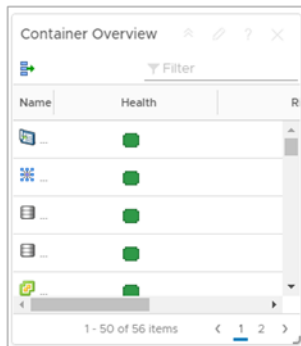 Container Overview ?
Filter
Name Health R
...
...
...
...
...
1 - 50 of 56 items 1 2